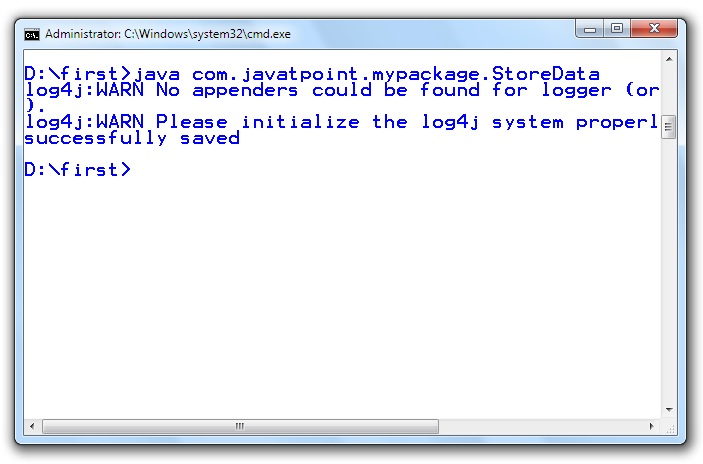 Administrator: C:\Windows\system32\cmd.exe
D:\first>java com.javatpoint.mypackage.StoreData
log4j:WARN No appenders could be found for logger (or
).
log4j:WARN Please initialize the log4j system properl
successfully saved
D:\first>